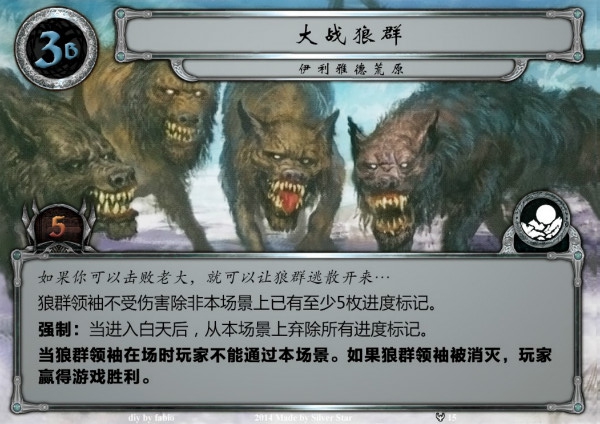 3B
大战狼群
伊利雅德荒原
5
如果你可以击败老大，就可以让狼群逃散开来…
狼群领袖不受伤害除非本场景上已有至少5枚进度标记。
强制：当进入白天后，从本场景上弃除所有进度标记。
当狼群领袖在场时玩家不能通过本场景。如果狼群领袖被消灭，玩家
赢得游戏胜利。
diy by fabii 2014 Made by Silver Star 15